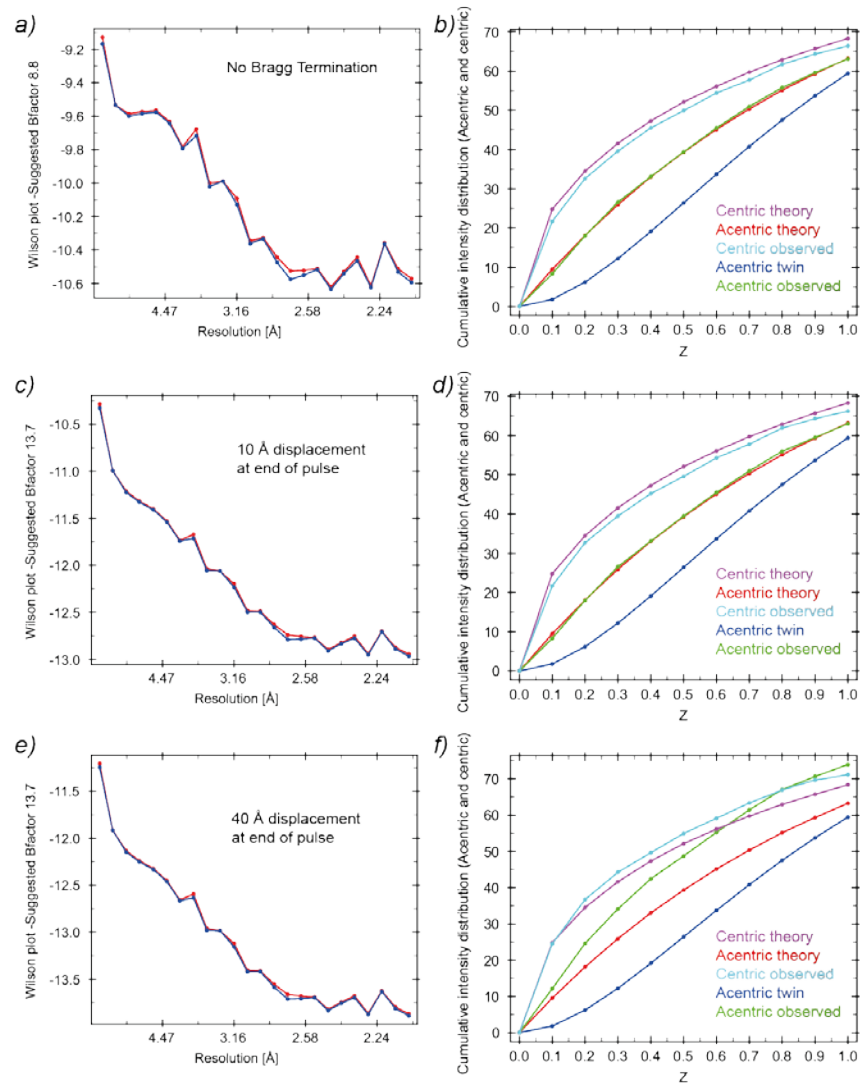 a)
Wilson plot -Suggested Bfactor 8.8
-9.2
-9.4
-9.6
-9.8
-10.0
-10.2
-10.4
-10.6
No Bragg Termination
4.47 3.16 2.58 2.24
Resolution [Å]
b)
Cumulative intensity distribution (Acentric and centric)
70
60
50
40
30
20
10
0
Centric theory
Acentric theory
Centric observed
Acentric twin
Acentric observed
0.0 0.1 0.2 0.3 0.4 0.5 0.6 0.7 0.8 0.9 1.0
Z
c)
Wilson plot -Suggested Bfactor 13.7
-10.5
-11.0
-11.5
-12.0
-12.5
-13.0
10 Å displacement
at end of pulse
4.47 3.16 2.58 2.24
Resolution [Å]
d)
Cumulative intensity distribution (Acentric and centric)
70
60
50
40
30
20
10
0
Centric theory
Acentric theory
Centric observed
Acentric twin
Acentric observed
0.0 0.1 0.2 0.3 0.4 0.5 0.6 0.7 0.8 0.9 1.0
Z
e)
Wilson plot -Suggested Bfactor 13.7
-11.5
-12.0
-12.5
-13.0
-13.5
40 Å displacement
at end of pulse
4.47 3.16 2.58 2.24
Resolution [Å]
f)
Cumulative intensity distribution (Acentric and centric)
70
60
50
40
30
20
10
0
Centric theory
Acentric theory
Centric observed
Acentric twin
Acentric observed
0.0 0.1 0.2 0.3 0.4 0.5 0.6 0.7 0.8 0.9 1.0
Z